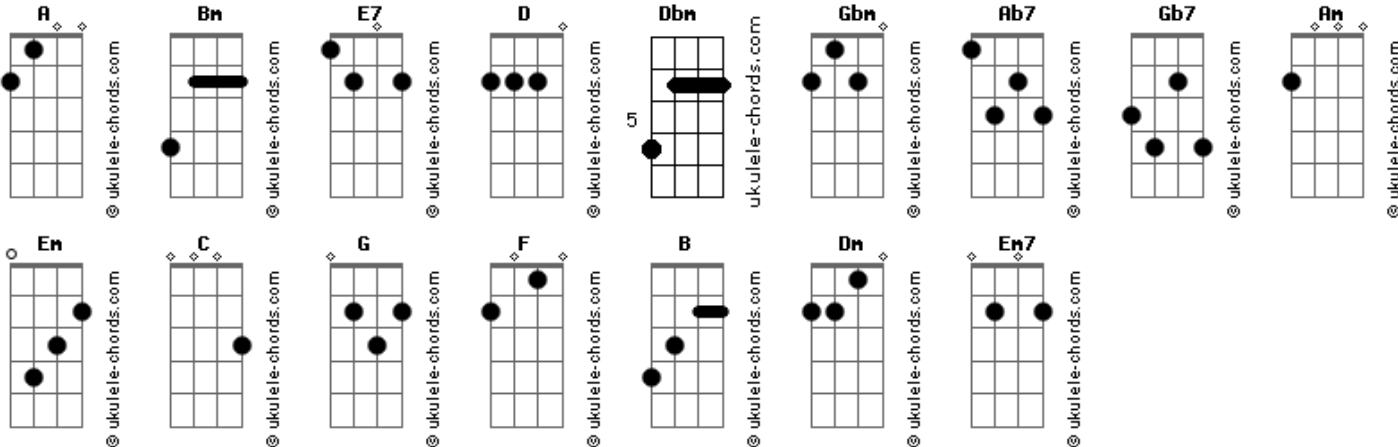 A Bm E7 D Dbm Gbm Ab7 Gb7 Am
© ukulele-chords.com © ukulele-chords.com © ukulele-chords.com © ukulele-chords.com ukulele-chords.com © ukulele-chords.com © ukulele-chords.com © ukulele-chords.com © ukulele-chords.com
5
Em C G F B Dm Em7
© ukulele-chords.com © ukulele-chords.com © ukulele-chords.com © ukulele-chords.com © ukulele-chords.com © ukulele-chords.com © ukulele-chords.com